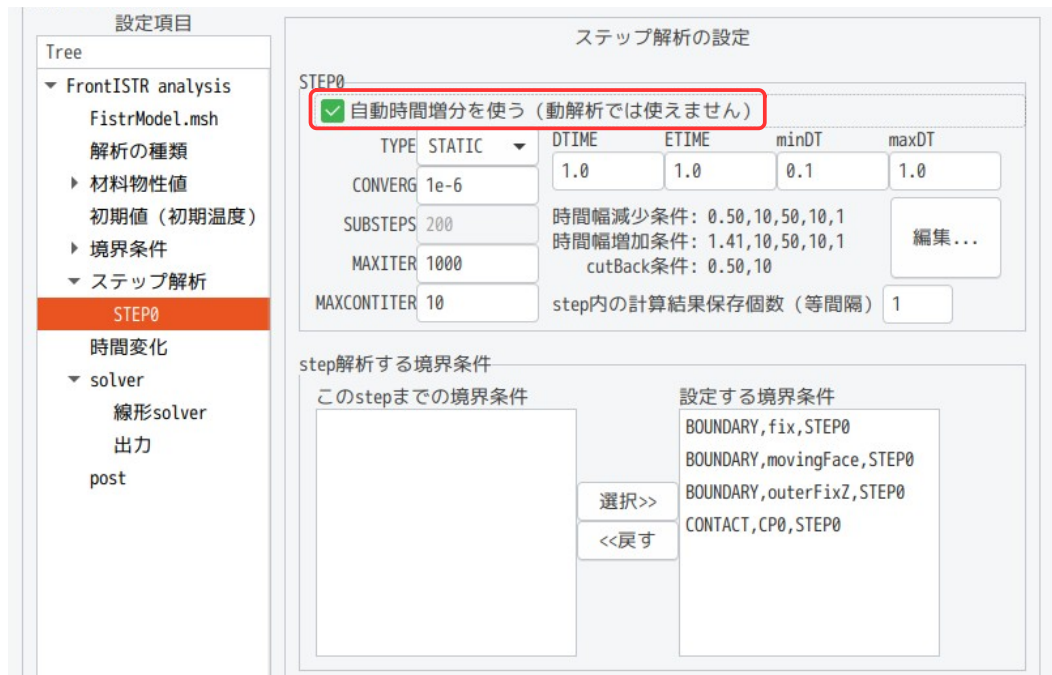 設定項目
Tree
FrontISTR analysis
FistrModel.msh
解析の種類
材料物性値
初期値（初期温度）
境界条件
ステップ解析
STEP0
時間変化
solver
線形solver
出力
post
ステップ解析の設定
STEP0
自動時間増分を使う（動解析では使えません）
TYPE STATIC
CONVERG 1e-6
SUBSTEPS 200
MAXITER 1000
MAXCONTITER 10
DTIME ETIME minDT maxDT
1.0 1.0 0.1 1.0
時間幅減少条件: 0.50,10,50,10,1
時間幅増加条件: 1.41,10,50,10,1
cutBack条件: 0.50,10
編集...
step内の計算結果保存個数（等間隔） 1
step解析する境界条件
このstepまでの境界条件
選択>>
<<戻す
設定する境界条件
BOUNDARY,fix,STEP0
BOUNDARY,movingFace,STEP0
BOUNDARY,outerFixZ,STEP0
CONTACT,CP0,STEP0